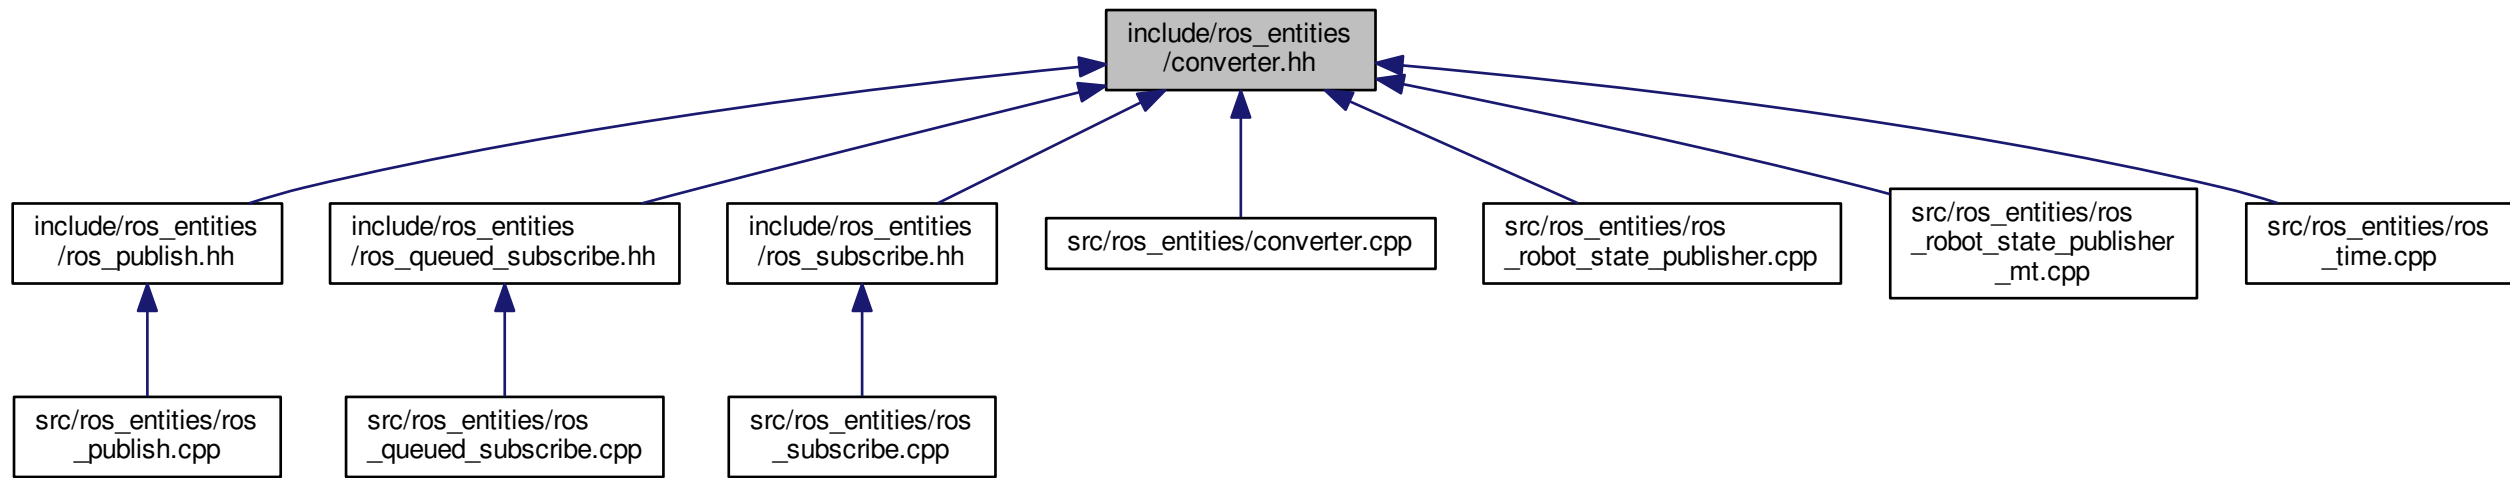 include/ros_entities
/converter.hh
include/ros_entities
/ros_publish.hh
include/ros_entities
/ros_queued_subscribe.hh
include/ros_entities
/ros_subscribe.hh
src/ros_entities/converter.cpp
src/ros_entities/ros
_robot_state_publisher.cpp
src/ros_entities/ros
_robot_state_publisher
_mt.cpp
src/ros_entities/ros
_time.cpp
src/ros_entities/ros
_publish.cpp
src/ros_entities/ros
_queued_subscribe.cpp
src/ros_entities/ros
_subscribe.cpp